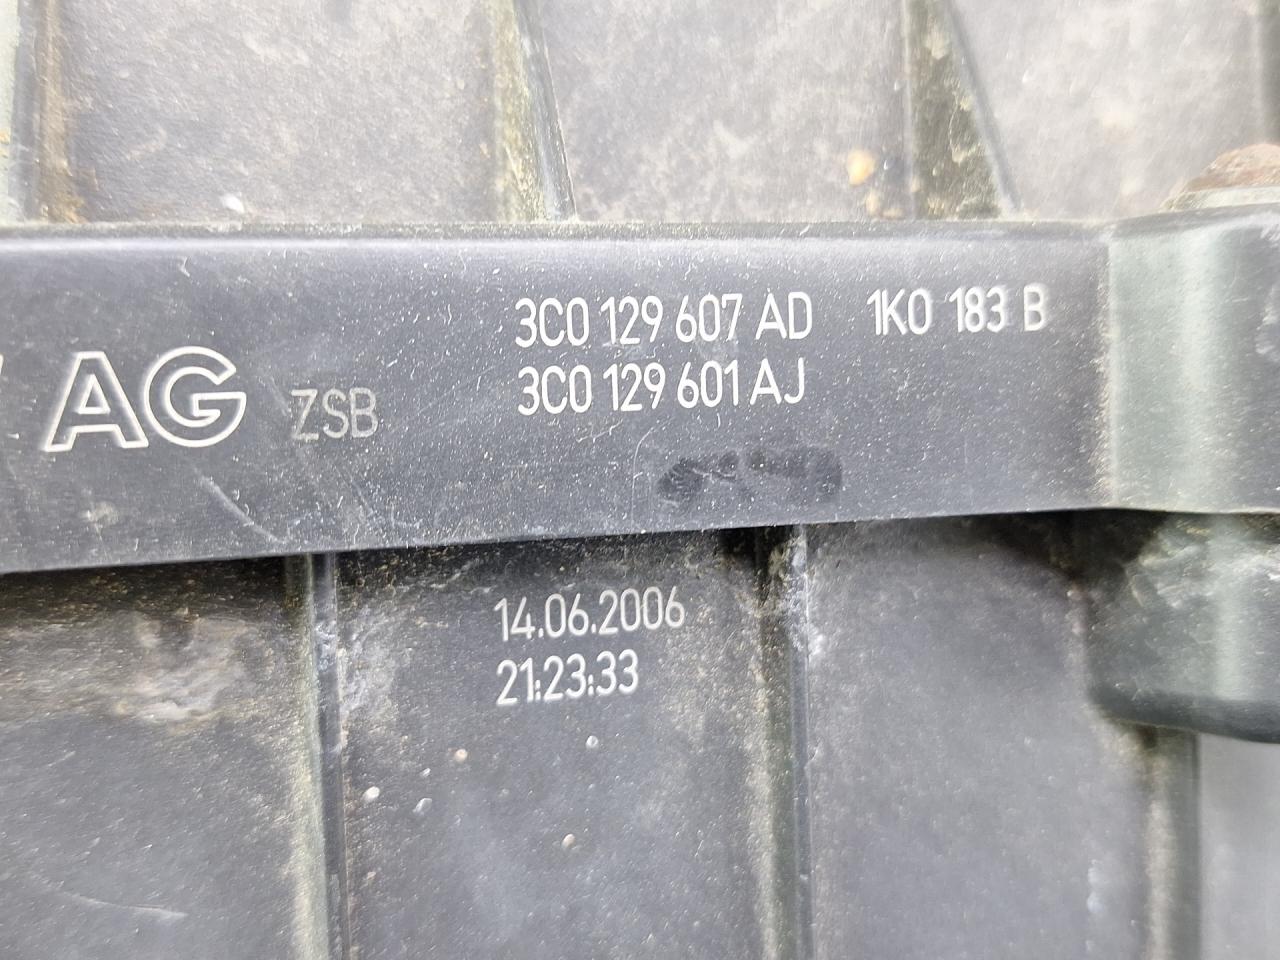 AG ZSB 3C0 129 607 AD 1K0 183 B
3C0 129 601 AJ
14.06.2006
21:23:33